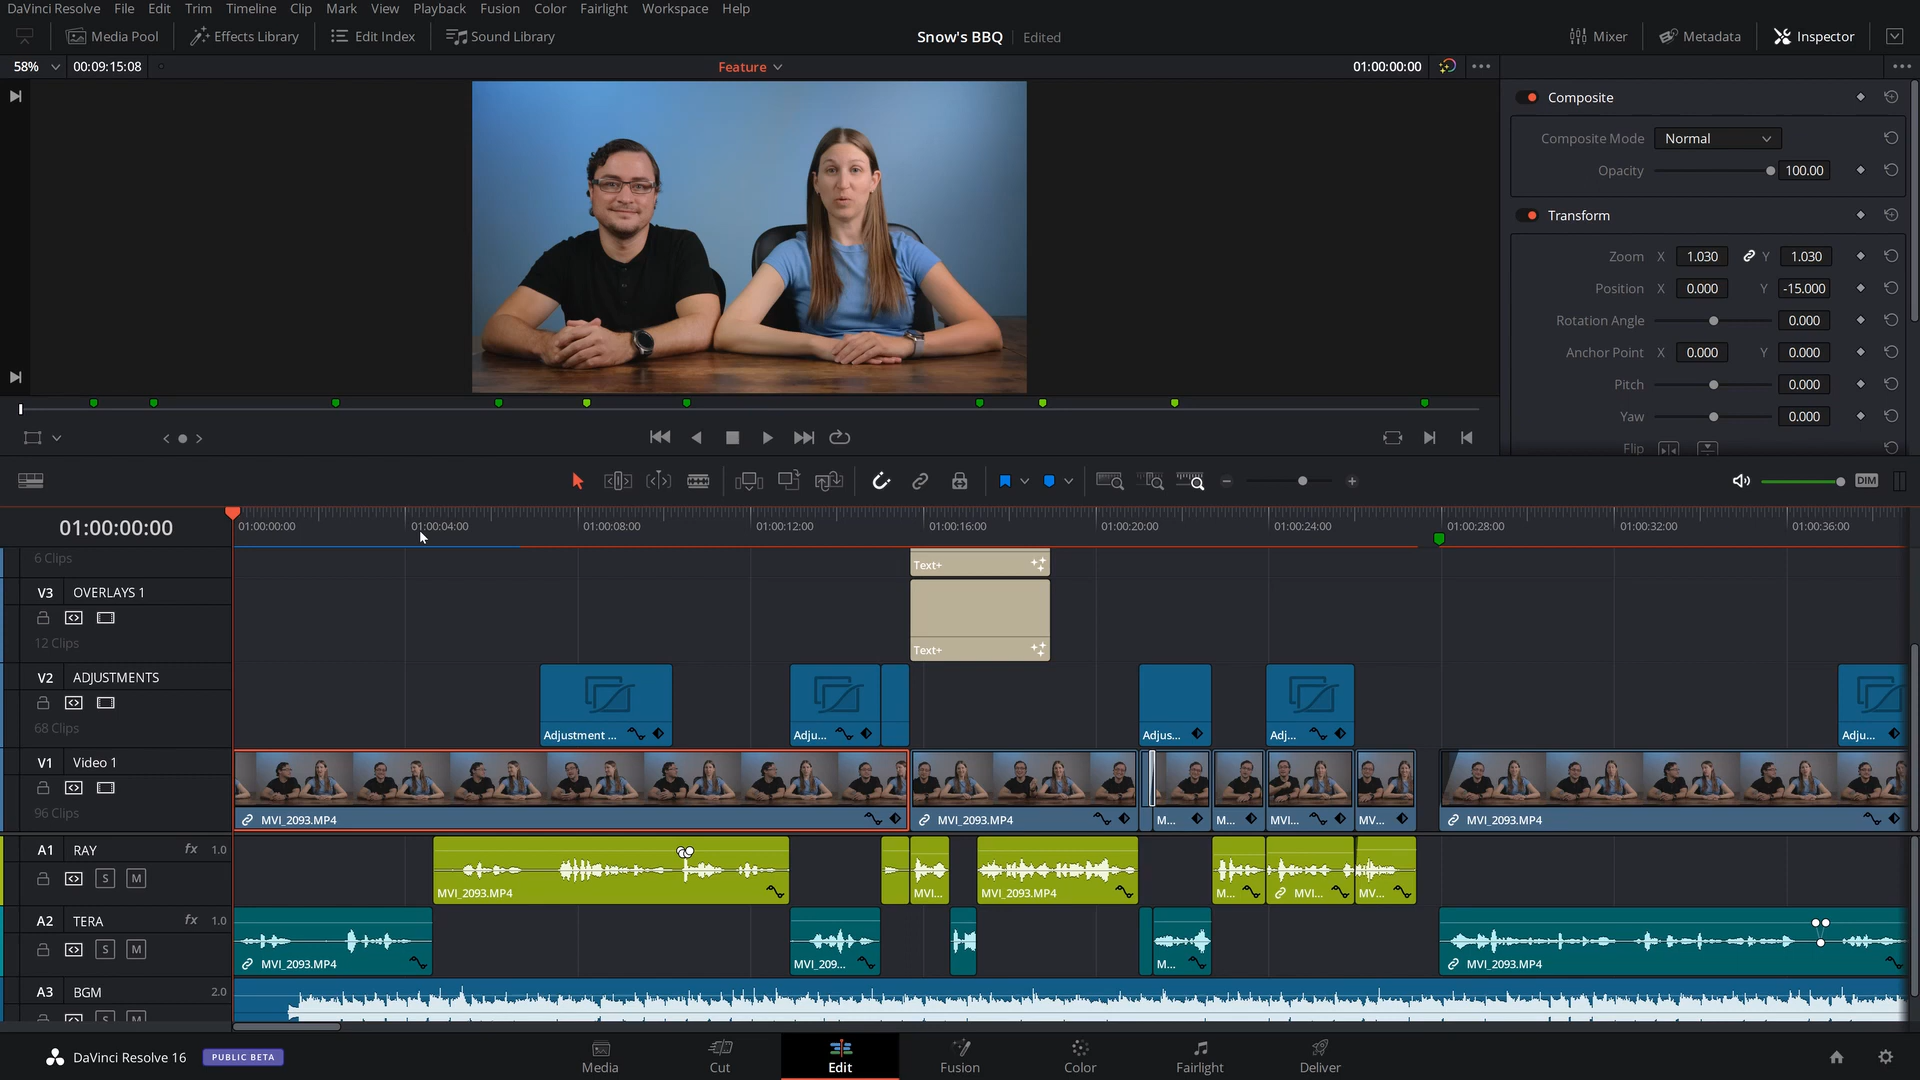 DaVinci Resolve File Edit Trim Timeline Clip Mark View Playback Fusion Color Fairlight Workspace Help
Media Pool Effects Library Edit Index Sound Library Snow's BBQ Edited Mixer Metadata Inspector
58% 00:09:15:08 Feature 01:00:00:00
Composite
Composite Mode Normal
Opacity 100.00
Transform
Zoom X 1.030 Y 1.030
Position X 0.000 Y -15.000
Rotation Angle 0.000
Anchor Point X 0.000 Y 0.000
Pitch 0.000
Yaw 0.000
Flip
DIM
01:00:00:00 01:00:00:00 01:00:04:00 01:00:08:00 01:00:12:00 01:00:16:00 01:00:20:00 01:00:24:00 01:00:28:00 01:00:32:00 01:00:36:00
6 Clips Text+
V3 OVERLAYS 1
12 Clips Text+
V2 ADJUSTMENTS
68 Clips Adjustment ... Adju... Adjus... Adj... Adju...
V1 Video 1
96 Clips MVI_2093.MP4 MVI_2093.MP4 M... M... MVI... MV... MVI_2093.MP4
A1 RAY fx 1.0
S M MVI_2093.MP4 MVI... MVI_2093.MP4 M... MVI... MV...
A2 TERA fx 1.0
S M MVI_2093.MP4 MVI_209... M... MVI_2093.MP4
A3 BGM 2.0
S M
DaVinci Resolve 16 PUBLIC BETA Media Cut Edit Fusion Color Fairlight Deliver